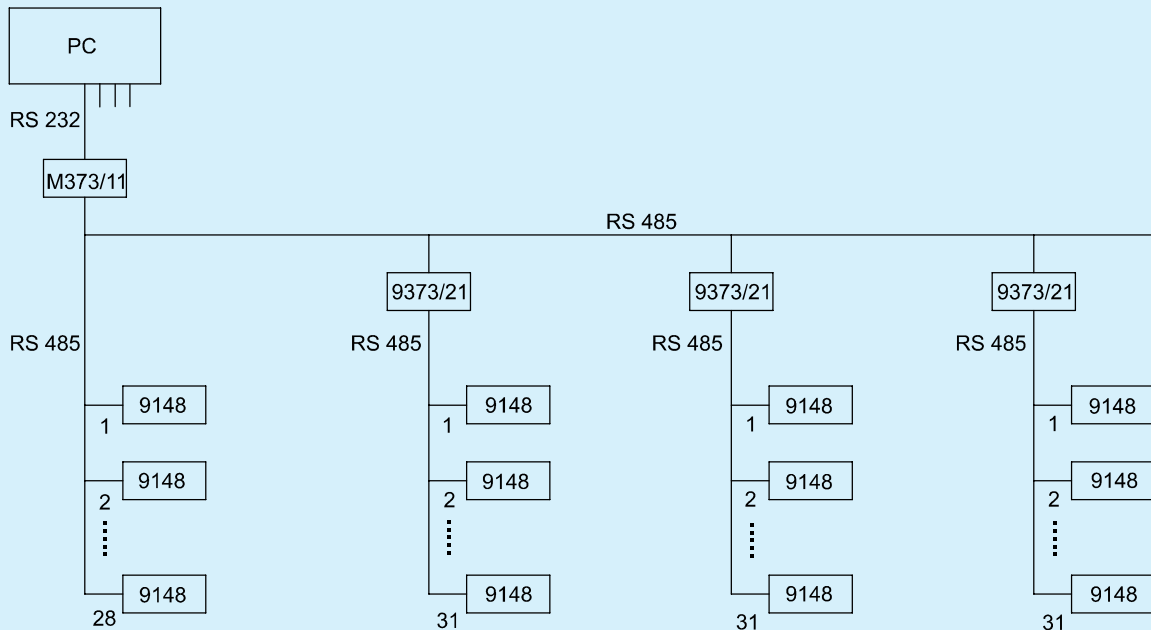 PC
RS 232
M373/11
RS 485
9373/21 9373/21 9373/21
RS 485 RS 485 RS 485 RS 485
9148 9148 9148 9148
1 1 1 1
9148 9148 9148 9148
2 2 2 2
9148 9148 9148 9148
28 31 31 31